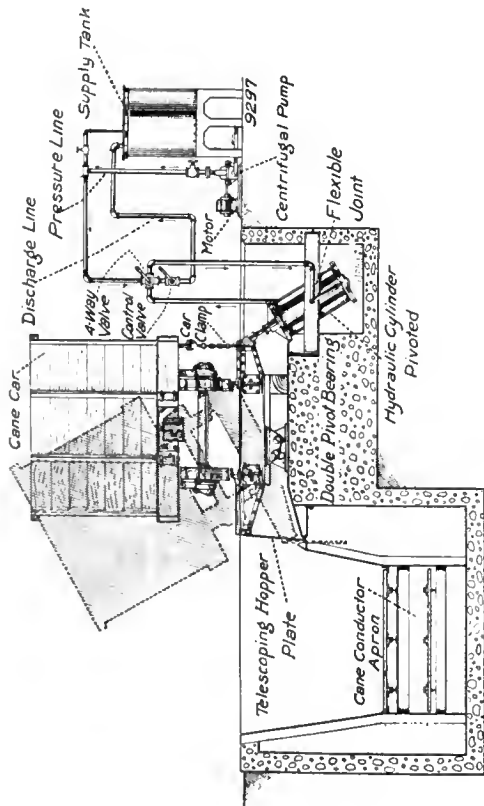 Cane Car
Discharge Line
Pressure Line
Supply Tank
4-way
Valve
Control
Valve
Car
Clamp
Motor
9297
Centrifugal Pump
Flexible
Joint
Double Pivot Bearing
Hydraulic Cylinder
Pivoted
Telescoping Hopper
Plate
Cane Conductor
Apron